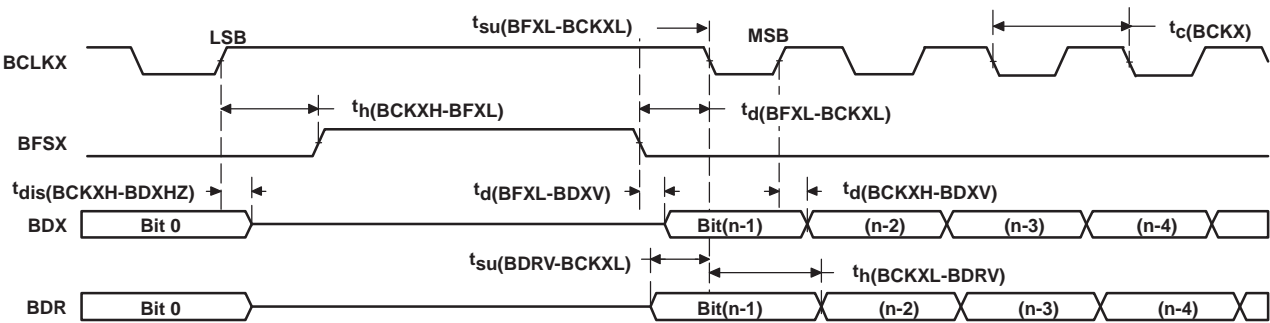 tsu(BFXL-BCKXL)
LSB
MSB
tc(BCKX)
BCLKX
th(BCKXH-BFXL)
td(BFXL-BCKXL)
BFSX
tdis(BCKXH-BDXHZ)
td(BFXL-BDXV)
td(BCKXH-BDXV)
BDX
Bit 0
Bit(n-1)
(n-2)
(n-3)
(n-4)
tsu(BDRV-BCKXL)
th(BCKXL-BDRV)
BDR
Bit 0
Bit(n-1)
(n-2)
(n-3)
(n-4)